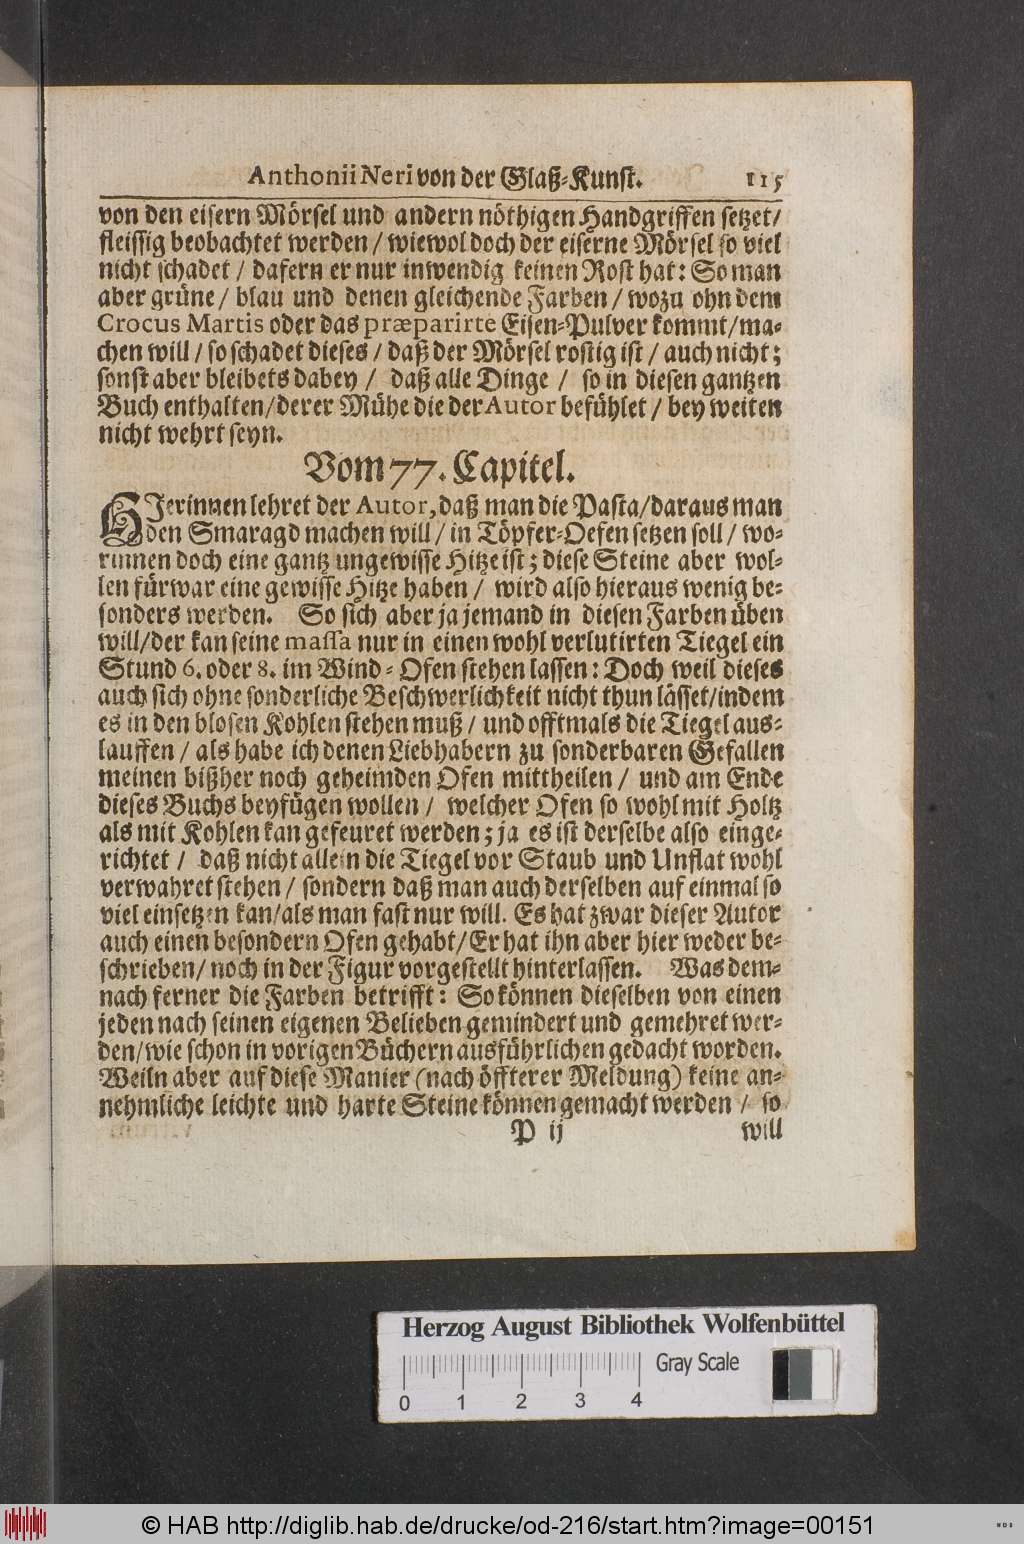 Anthonii Neri von der Glaß-Kunst. 115
von den eisern Mörsel und andern nöthigen Handgriffen setzet/
fleissig beobachtet werden / wiewol doch der eiserne Mörsel so viel
nicht schadet / dafern er nur inwendig keinen Rost hat: So man
aber grüne / blau und denen gleichende Farben / wozu ohn dem
Crocus Martis oder das præparirte Eisen-Pulver kommt/ma-
chen will / so schadet dieses / daß der Mörsel rostig ist / auch nicht;
sonst aber bleibets dabey / daß alle Dinge / so in diesen gantzen
Buch enthalten/derer Mühe die der Autor befühlet / bey weiten
nicht wehrt seyn.
Vom 77. Capitel.
HJerinnen lehret der Autor, daß man die Pasta/daraus man
den Smaragd machen will / in Töpfer-Oefen setzen soll / wo-
rinnen doch eine gantz ungewisse Hitze ist; diese Steine aber wol-
len fürwar eine gewisse Hitze haben / wird also hieraus wenig be-
sonders werden. So sich aber ja jemand in diesen Farben üben
will/der kan seine massa nur in einen wohl verlutirten Tiegel ein
Stund 6. oder 8. im Wind-Ofen stehen lassen: Doch weil dieses
auch sich ohne sonderliche Beschwerlichkeit nicht thun lässet/indem
es in den blosen Kohlen stehen muß / und offtmals die Tiegel aus-
lauffen / als habe ich denen Liebhabern zu sonderbaren Gefallen
meinen bißher noch geheimden Ofen mittheilen / und am Ende
dieses Buchs beyfügen wollen / welcher Ofen so wohl mit Holtz
als mit Kohlen kan gefeuret werden; ja es ist derselbe also einge-
richtet / daß nicht allein die Tiegel vor Staub und Unflat wohl
verwahret stehen / sondern daß man auch derselben auf einmal so
viel einsetzen kan/als man fast nur will. Es hat zwar dieser Autor
auch einen besondern Ofen gehabt/Er hat ihn aber hier weder be-
schrieben/ noch in der Figur vorgestellt hinterlassen. Was dem-
nach ferner die Farben betrifft: So können dieselben von einen
jeden nach seinen eigenen Belieben gemindert und gemehret wer-
den/wie schon in vorigen Büchern ausführlichen gedacht worden.
Weiln aber auf diese Manier (nach öffterer Meldung) keine an-
nehmliche leichte und harte Steine können gemacht werden / so
P ij will
Herzog August Bibliothek Wolfenbüttel
Gray Scale
0 1 2 3 4
© HAB http://diglib.hab.de/drucke/od-216/start.htm?image=00151